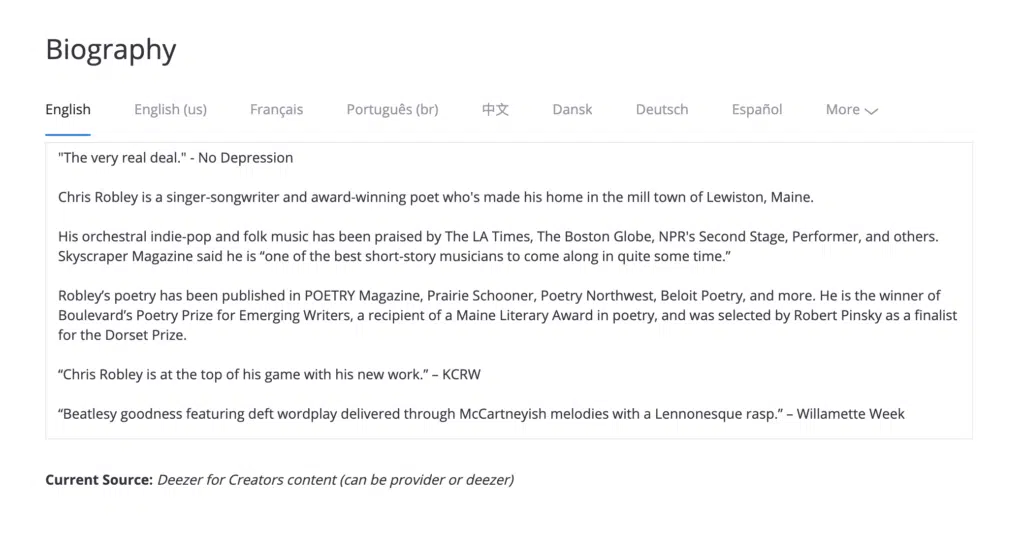 Biography
English English (us) Français Português (br) 中文 Dansk Deutsch Español More
"The very real deal." - No Depression
Chris Robley is a singer-songwriter and award-winning poet who's made his home in the mill town of Lewiston, Maine.
His orchestral indie-pop and folk music has been praised by The LA Times, The Boston Globe, NPR's Second Stage, Performer, and others.
Skyscraper Magazine said he is “one of the best short-story musicians to come along in quite some time.”
Robley’s poetry has been published in POETRY Magazine, Prairie Schooner, Poetry Northwest, Beloit Poetry, and more. He is the winner of
Boulevard’s Poetry Prize for Emerging Writers, a recipient of a Maine Literary Award in poetry, and was selected by Robert Pinsky as a finalist
for the Dorset Prize.
“Chris Robley is at the top of his game with his new work.” – KCRW
“Beatlesy goodness featuring deft wordplay delivered through McCartneyish melodies with a Lennonesque rasp.” – Willamette Week
Current Source: Deezer for Creators content (can be provider or deezer)